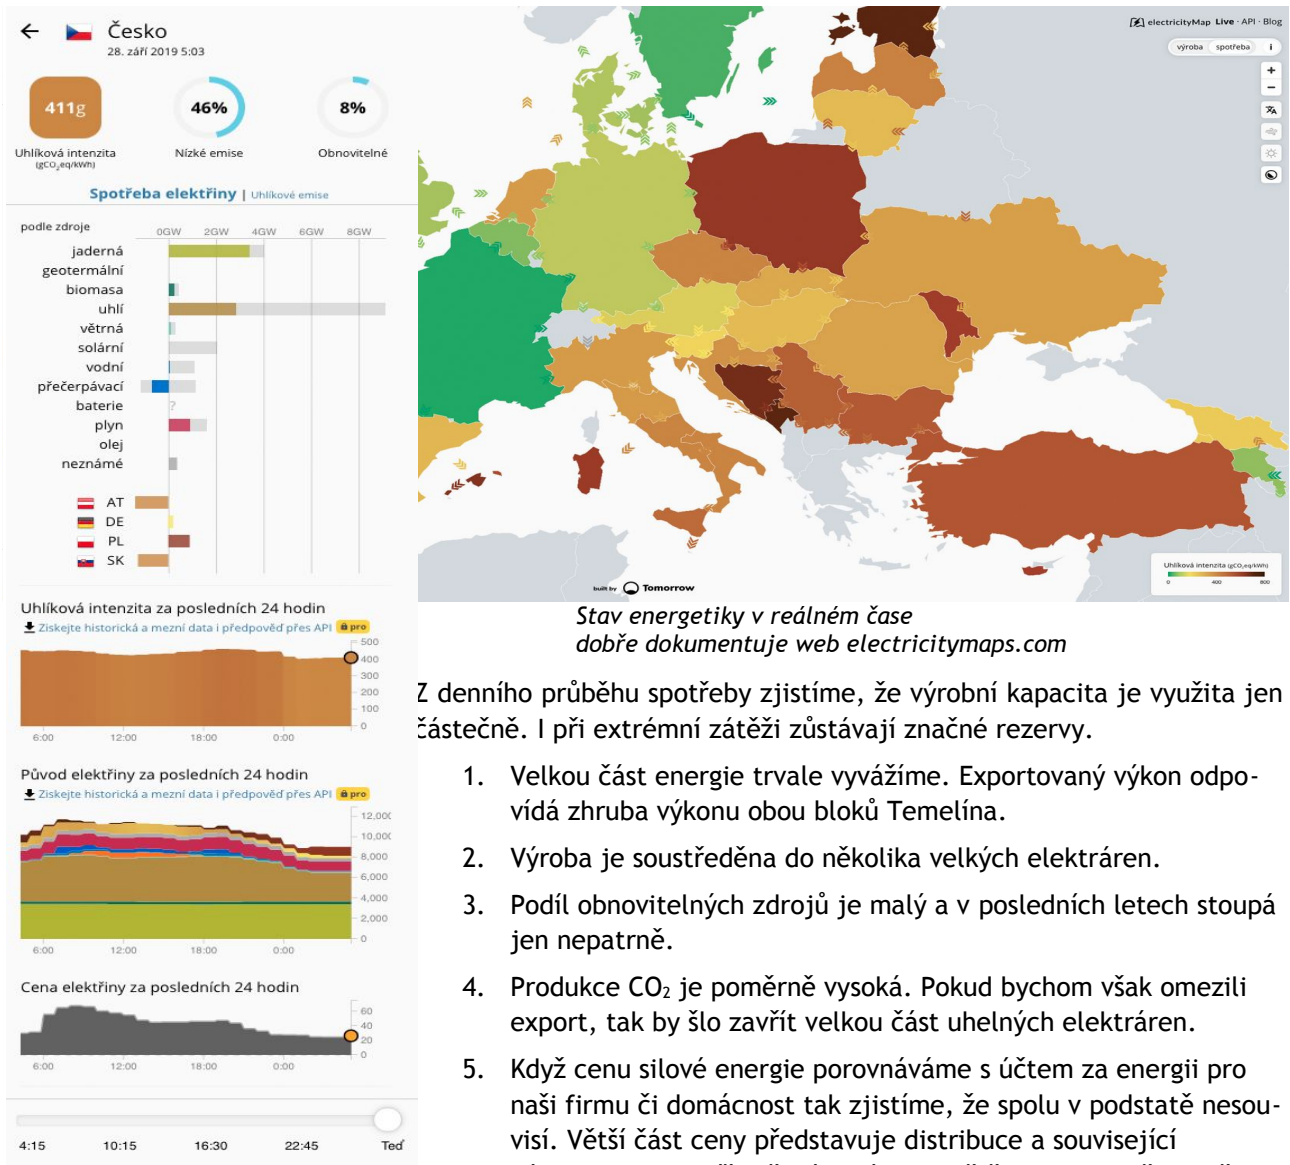 Česko
28. září 2019 5:03
411g
46%
8%
Uhlíková intenzita
(gCO₂eq/kWh)
Nízké emise
Obnovitelné
Spotřeba elektřiny | Uhlíkové emise
podle zdroje
0GW 2GW 4GW 6GW 8GW
jaderná
geotermální
biomasa
uhlí
větrná
solární
vodní
přečerpávací
baterie ?
plyn
olej
neznámé
AT
DE
PL
SK
Uhlíková intenzita za posledních 24 hodin
Získejte historická a mezní data i předpověď přes API pro
500
400
300
200
100
0
6:00 12:00 18:00 0:00
Původ elektřiny za posledních 24 hodin
Získejte historická a mezní data i předpověď přes API pro
12,000
10,000
8,000
6,000
4,000
2,000
0
6:00 12:00 18:00 0:00
Cena elektřiny za posledních 24 hodin
60
40
20
0
6:00 12:00 18:00 0:00
4:15 10:15 16:30 22:45 Teď
electricityMap Live · API · Blog
výroba spotřeba i
+
−
built by Tomorrow
Uhlíková intenzita (gCO₂eq/kWh)
0 400 800
Stav energetiky v reálném čase
dobře dokumentuje web electricitymaps.com
Z denního průběhu spotřeby zjistíme, že výrobní kapacita je využita jen
částečně. I při extrémní zátěži zůstávají značné rezervy.
1. Velkou část energie trvale vyvážíme. Exportovaný výkon odpo-
vídá zhruba výkonu obou bloků Temelína.
2. Výroba je soustředěna do několika velkých elektráren.
3. Podíl obnovitelných zdrojů je malý a v posledních letech stoupá
jen nepatrně.
4. Produkce CO₂ je poměrně vysoká. Pokud bychom však omezili
export, tak by šlo zavřít velkou část uhelných elektráren.
5. Když cenu silové energie porovnáváme s účtem za energii pro
naši firmu či domácnost tak zjistíme, že spolu v podstatě nesou-
visí. Větší část ceny představuje distribuce a související